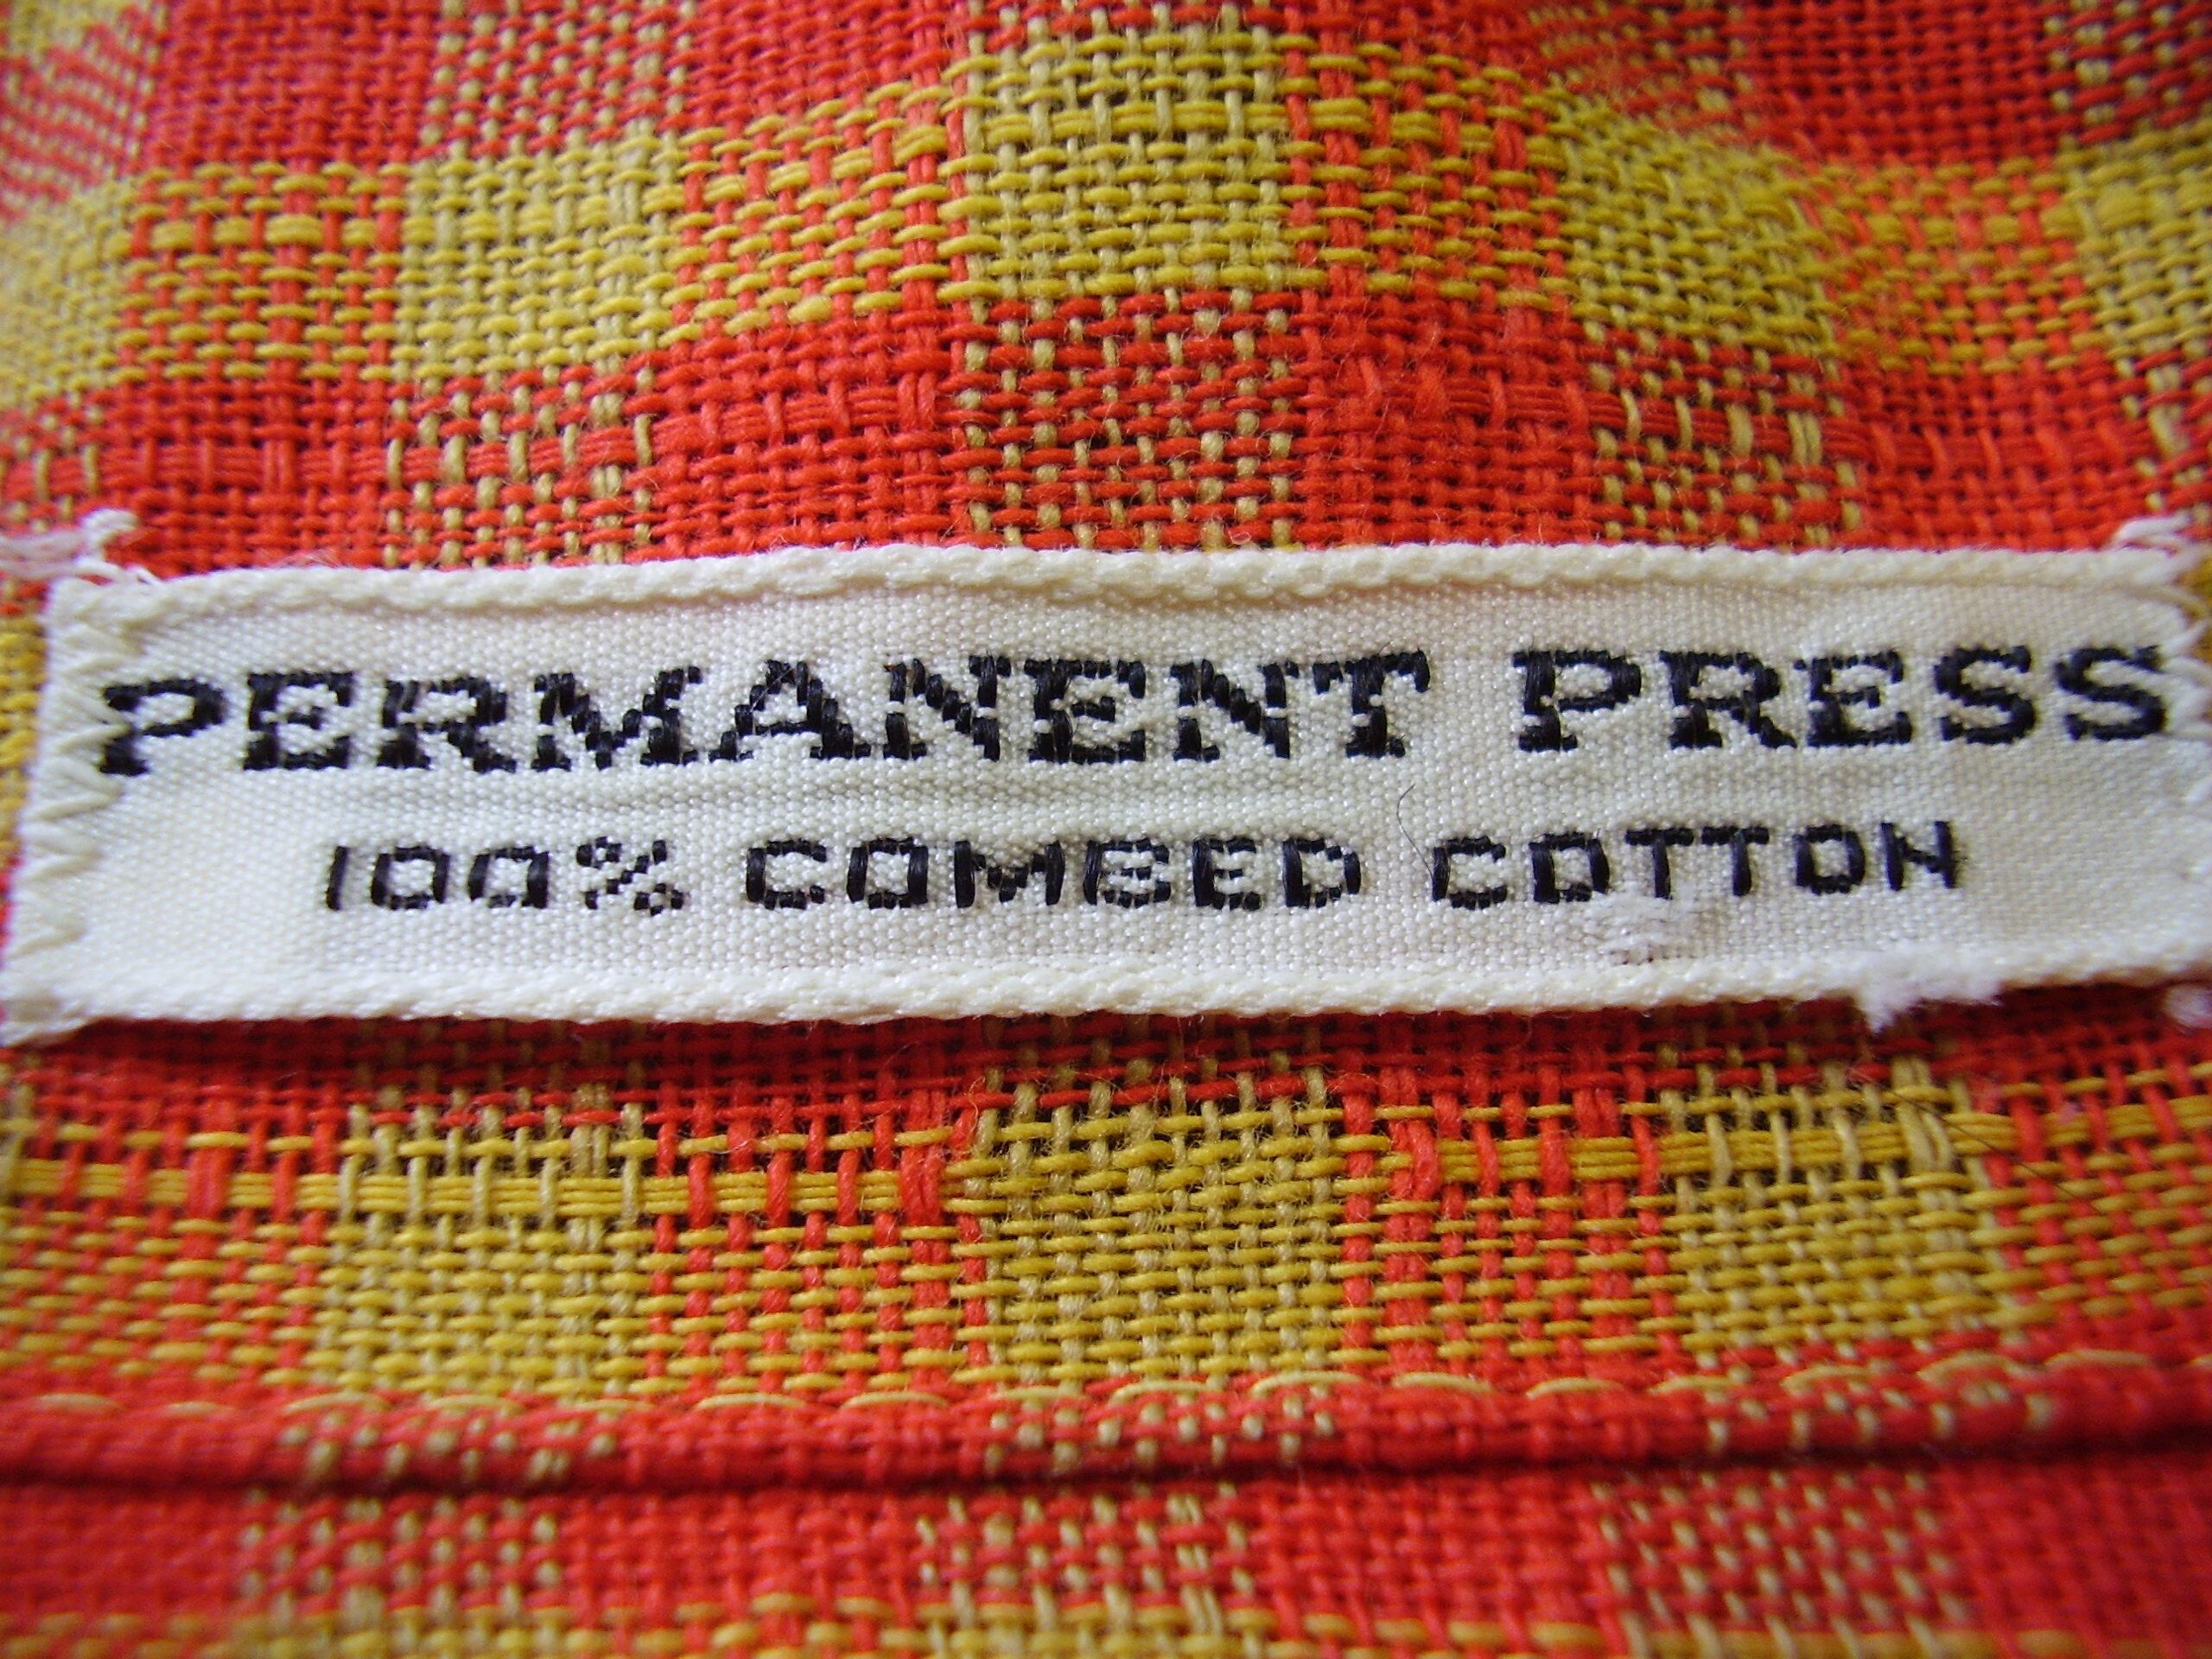 PERMANENT PRESS
100% COMBED COTTON